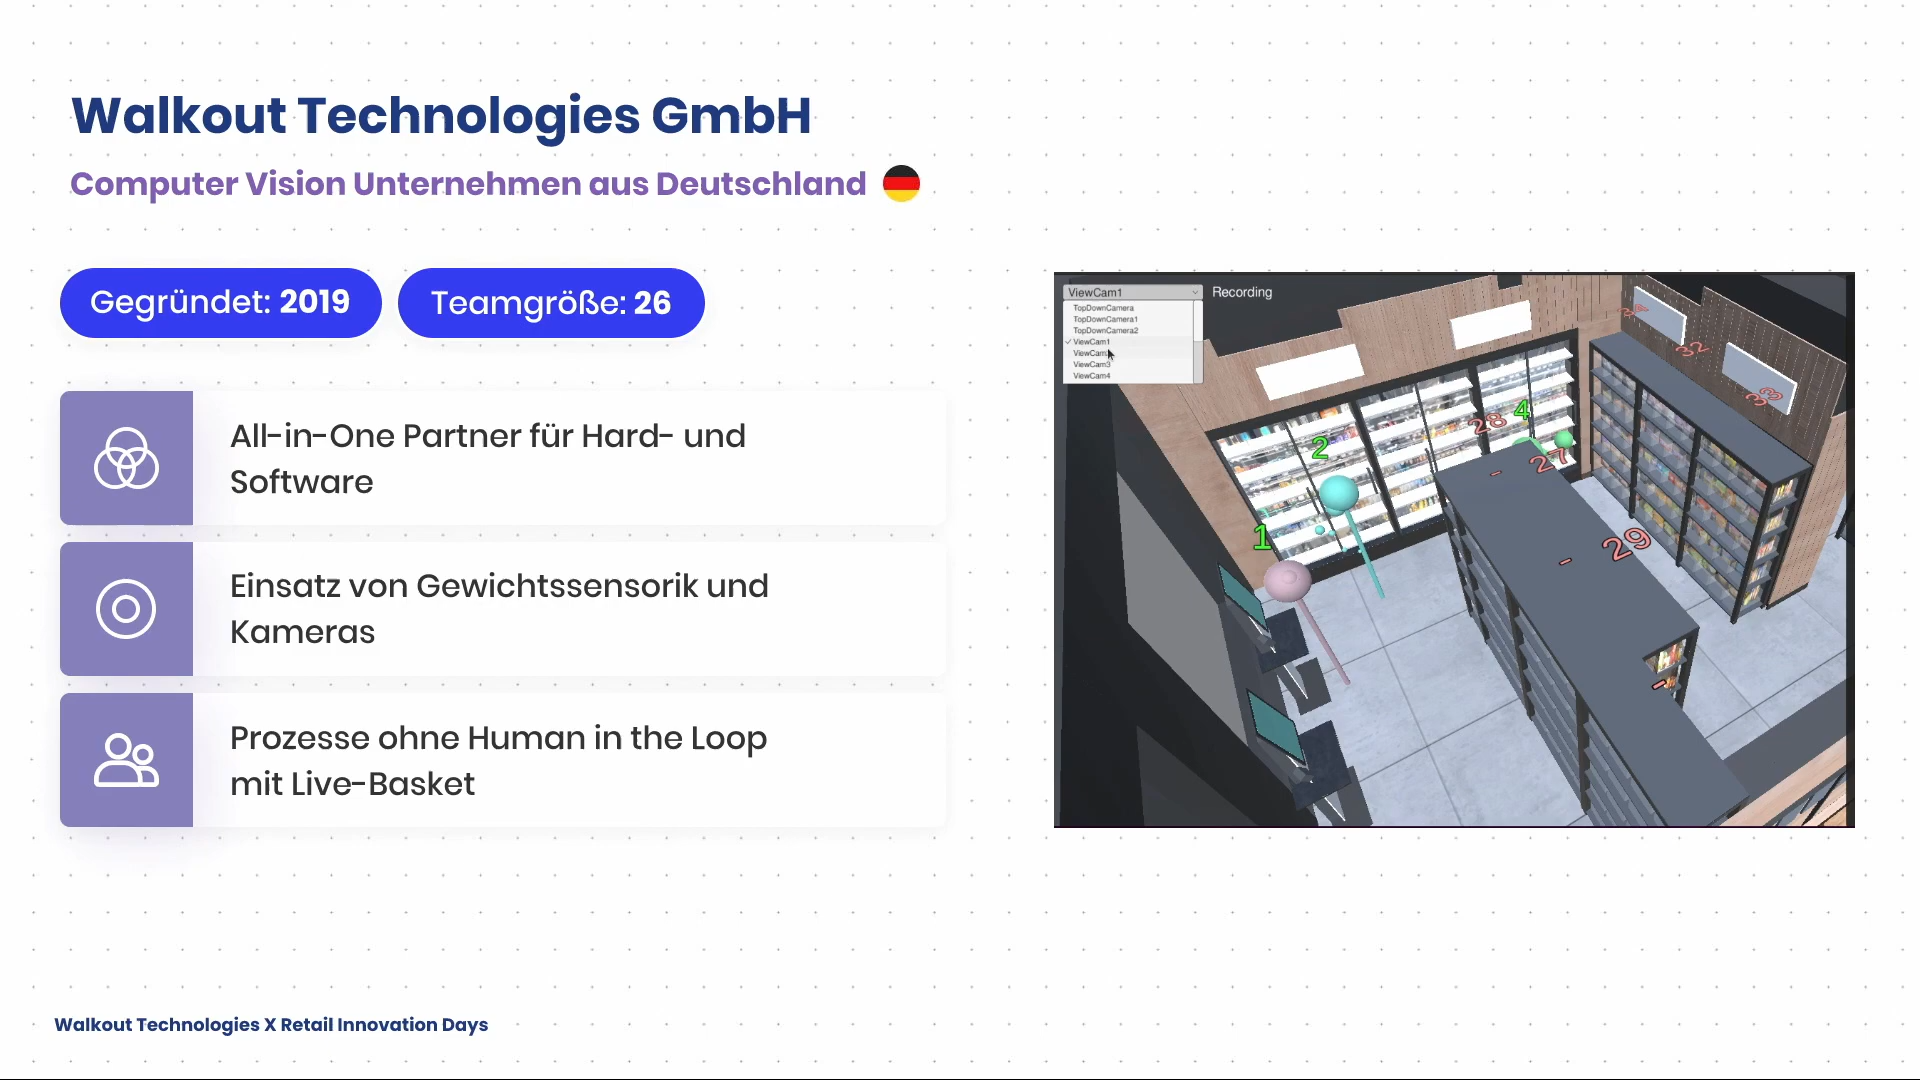 Walkout Technologies GmbH
Computer Vision Unternehmen aus Deutschland
Gegründet: 2019
Teamgröße: 26
All-in-One Partner für Hard- und
Software
Einsatz von Gewichtssensorik und
Kameras
Prozesse ohne Human in the Loop
mit Live-Basket
ViewCam1
Recording
TopDownCamera
TopDownCamera1
TopDownCamera2
ViewCam1
ViewCam3
ViewCam4
32
33
4
28
2
27
1
29
Walkout Technologies X Retail Innovation Days